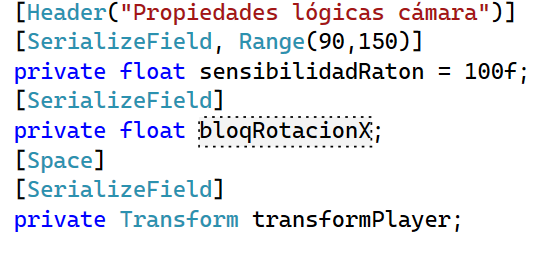 [Header("Propiedades lógicas cámara")]
[SerializeField, Range(90,150)]
private float sensibilidadRaton = 100f;
[SerializeField]
private float bloqRotacionX;
[Space]
[SerializeField]
private Transform transformPlayer;